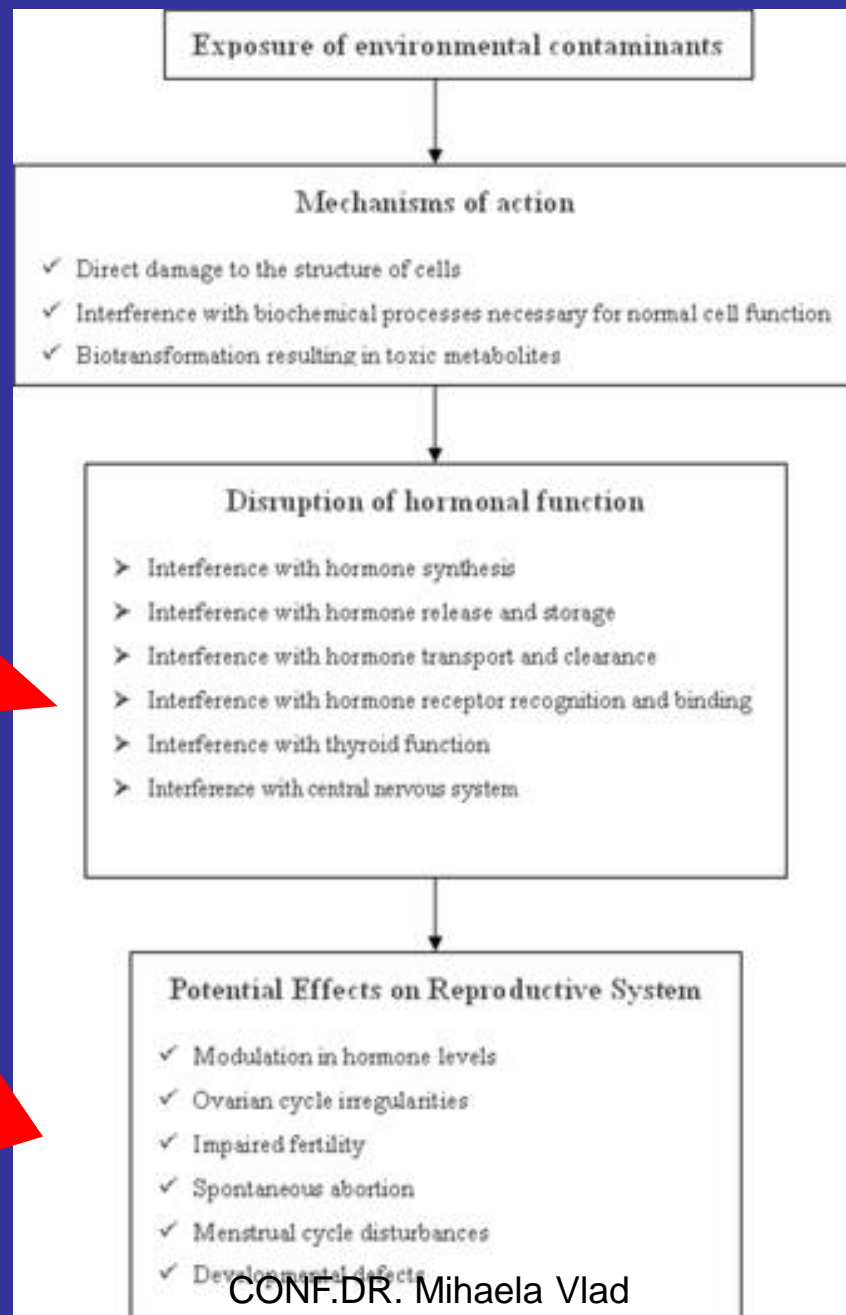 Exposure of environmental contaminants
Mechanisms of action
✓ Direct damage to the structure of cells
✓ Interference with biochemical processes necessary for normal cell function
✓ Biotransformation resulting in toxic metabolites
Disruption of hormonal function
➤ Interference with hormone synthesis
➤ Interference with hormone release and storage
➤ Interference with hormone transport and clearance
➤ Interference with hormone receptor recognition and binding
➤ Interference with thyroid function
➤ Interference with central nervous system
Potential Effects on Reproductive System
✓ Modulation in hormone levels
✓ Ovarian cycle irregularities
✓ Impaired fertility
✓ Spontaneous abortion
✓ Menstrual cycle disturbances
✓ Developmental defects
CONF.DR. Mihaela Vlad